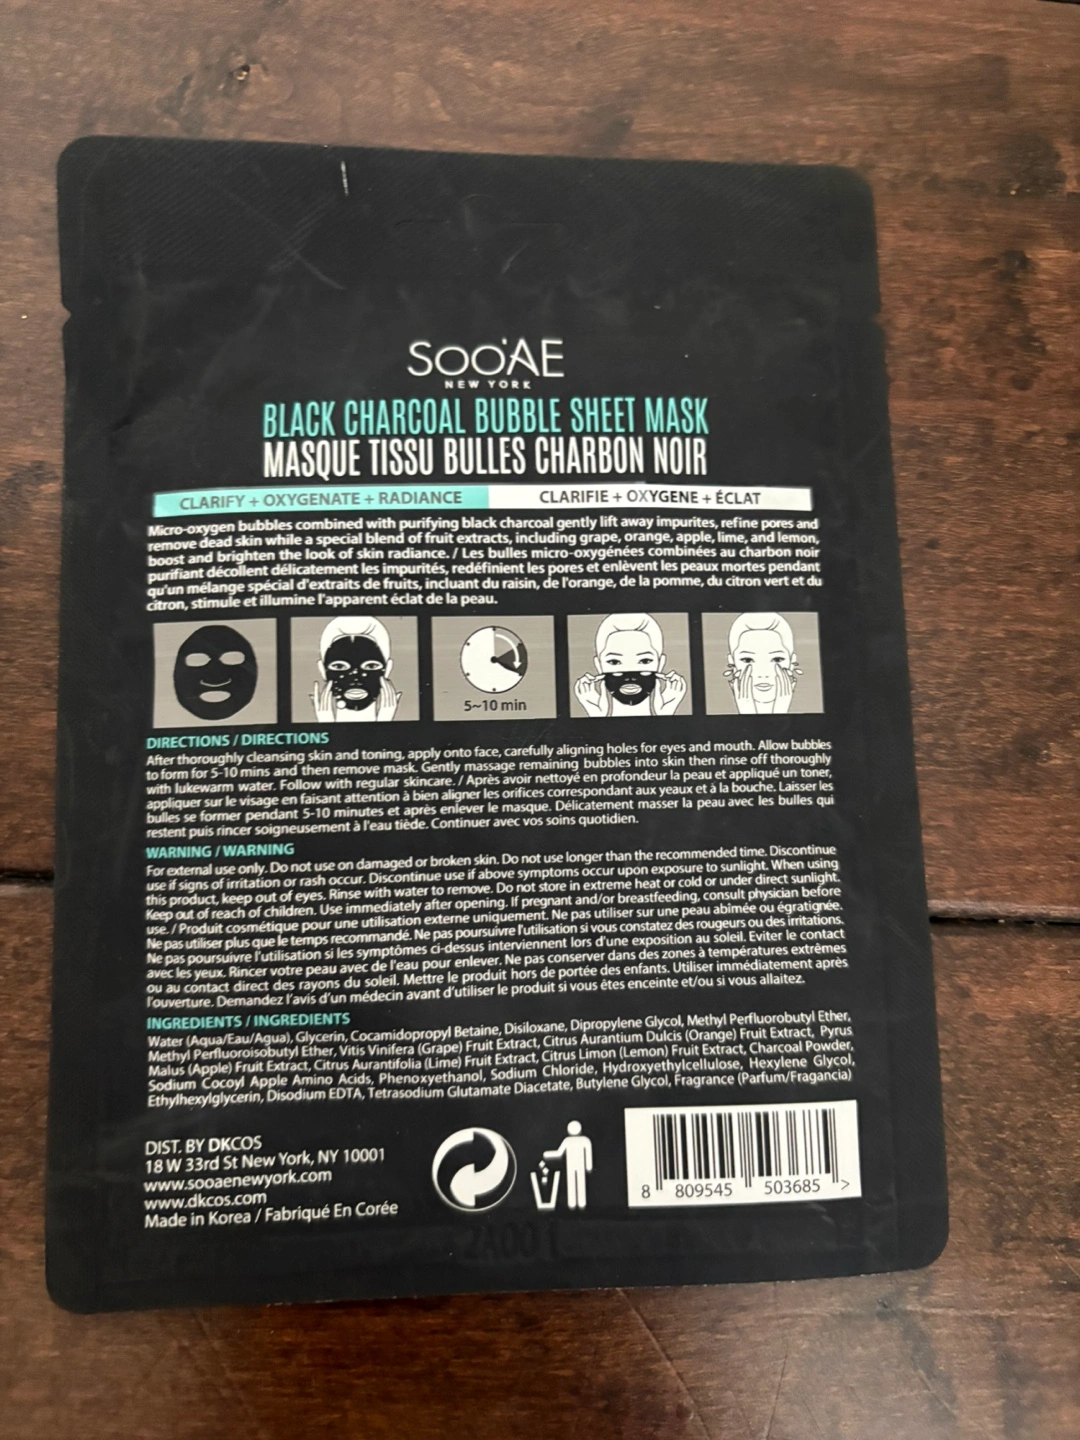 SOO'AE
NEW YORK
BLACK CHARCOAL BUBBLE SHEET MASK
MASQUE TISSU BULLES CHARBON NOIR
CLARIFY + OXYGENATE + RADIANCE CLARIFIE + OXYGENE + ÉCLAT
Micro-oxygen bubbles combined with purifying black charcoal gently lift away impurites, refine pores and
remove dead skin while a special blend of fruit extracts, including grape, orange, apple, lime, and lemon,
boost and brighten the look of skin radiance. / Les bulles micro-oxygénées combinées au charbon noir
purifiant décollent délicatement les impuretés, redéfinient les pores et enlèvent les peaux mortes pendant
qu'un mélange spécial d'extraits de fruits, incluant du raisin, de l'orange, de la pomme, du citron vert et du
citron, stimule et illumine l'apparent éclat de la peau.
5~10 min
DIRECTIONS / DIRECTIONS
After thoroughly cleansing skin and toning, apply onto face, carefully aligning holes for eyes and mouth. Allow bubbles
to form for 5-10 mins and then remove mask. Gently massage remaining bubbles into skin then rinse off thoroughly
with lukewarm water. Follow with regular skincare. / Après avoir nettoyé en profondeur la peau et appliqué un toner,
appliquer sur le visage en faisant attention à bien aligner les orifices correspondant aux yeaux et à la bouche. Laisser les
bulles se former pendant 5-10 minutes et après enlever le masque. Délicatement masser la peau avec les bulles qui
restent puis rincer soigneusement à l'eau tiède. Continuer avec vos soins quotidien.
WARNING / WARNING
For external use only. Do not use on damaged or broken skin. Do not use longer than the recommended time. Discontinue
use if signs of irritation or rash occur. Discontinue use if above symptoms occur upon exposure to sunlight. When using
this product, keep out of eyes. Rinse with water to remove. Do not store in extreme heat or cold or under direct sunlight.
Keep out of reach of children. Use immediately after opening. If pregnant and/or breastfeeding, consult physician before
use. / Produit cosmétique pour une utilisation externe uniquement. Ne pas utiliser sur une peau abîmée ou égratignée.
Ne pas utiliser plus que le temps recommandé. Ne pas poursuivre l'utilisation si vous constatez des rougeurs ou des irritations.
Ne pas poursuivre l'utilisation si les symptômes ci-dessus interviennent lors d'une exposition au soleil. Eviter le contact
avec les yeux. Rincer votre peau avec de l'eau pour enlever. Ne pas conserver dans des zones à températures extrêmes
ou au contact direct des rayons du soleil. Mettre le produit hors de portée des enfants. Utiliser immédiatement après
l'ouverture. Demandez l'avis d'un médecin avant d'utiliser le produit si vous êtes enceinte et/ou si vous allaitez.
INGREDIENTS / INGREDIENTS
Water (Aqua/Eau/Agua), Glycerin, Cocamidopropyl Betaine, Disiloxane, Dipropylene Glycol, Methyl Perfluorobutyl Ether,
Methyl Perfluoroisobutyl Ether, Vitis Vinifera (Grape) Fruit Extract, Citrus Aurantium Dulcis (Orange) Fruit Extract, Pyrus
Malus (Apple) Fruit Extract, Citrus Aurantifolia (Lime) Fruit Extract, Citrus Limon (Lemon) Fruit Extract, Charcoal Powder,
Sodium Cocoyl Apple Amino Acids, Phenoxyethanol, Sodium Chloride, Hydroxyethylcellulose, Hexylene Glycol,
Ethylhexylglycerin, Disodium EDTA, Tetrasodium Glutamate Diacetate, Butylene Glycol, Fragrance (Parfum/Fragancia)
DIST. BY DKCOS
18 W 33rd St New York, NY 10001
www.sooaenewyork.com
www.dkcos.com
Made in Korea / Fabriqué En Corée
8 809545 503685 >
2A001